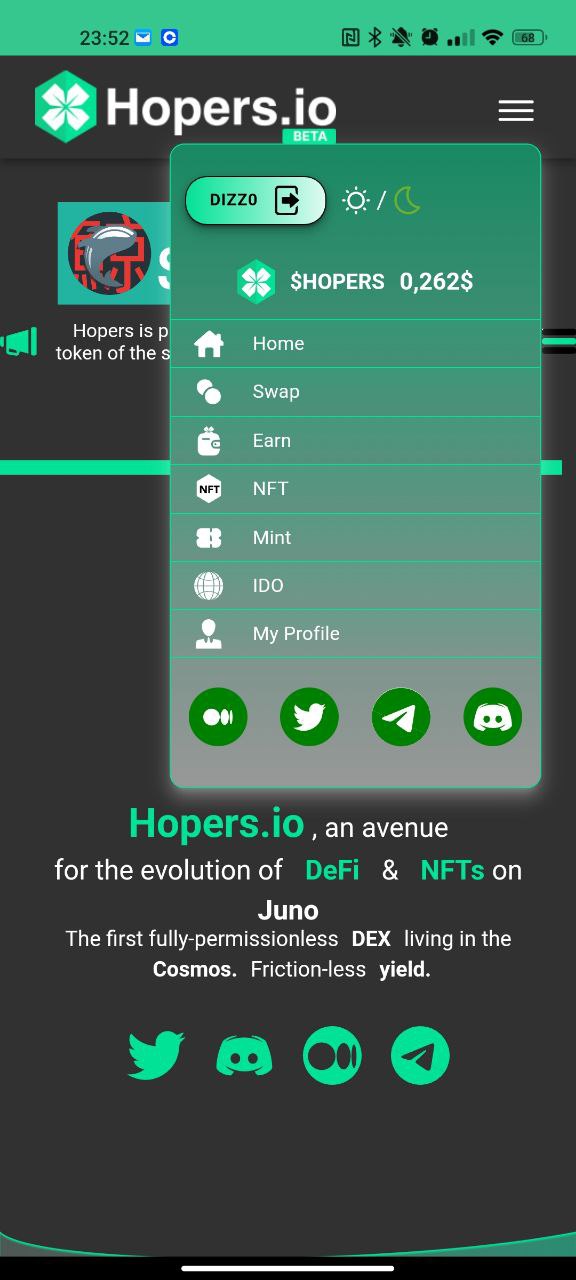 23:52
68
Hopers.io
BETA
DIZZ0
/
$HOPERS 0,262$
Hopers is p
token of the s
Home
Swap
Earn
NFT NFT
Mint
IDO
My Profile
Hopers.io , an avenue
for the evolution of DeFi & NFTs on
Juno
The first fully-permissionless DEX living in the
Cosmos. Friction-less yield.